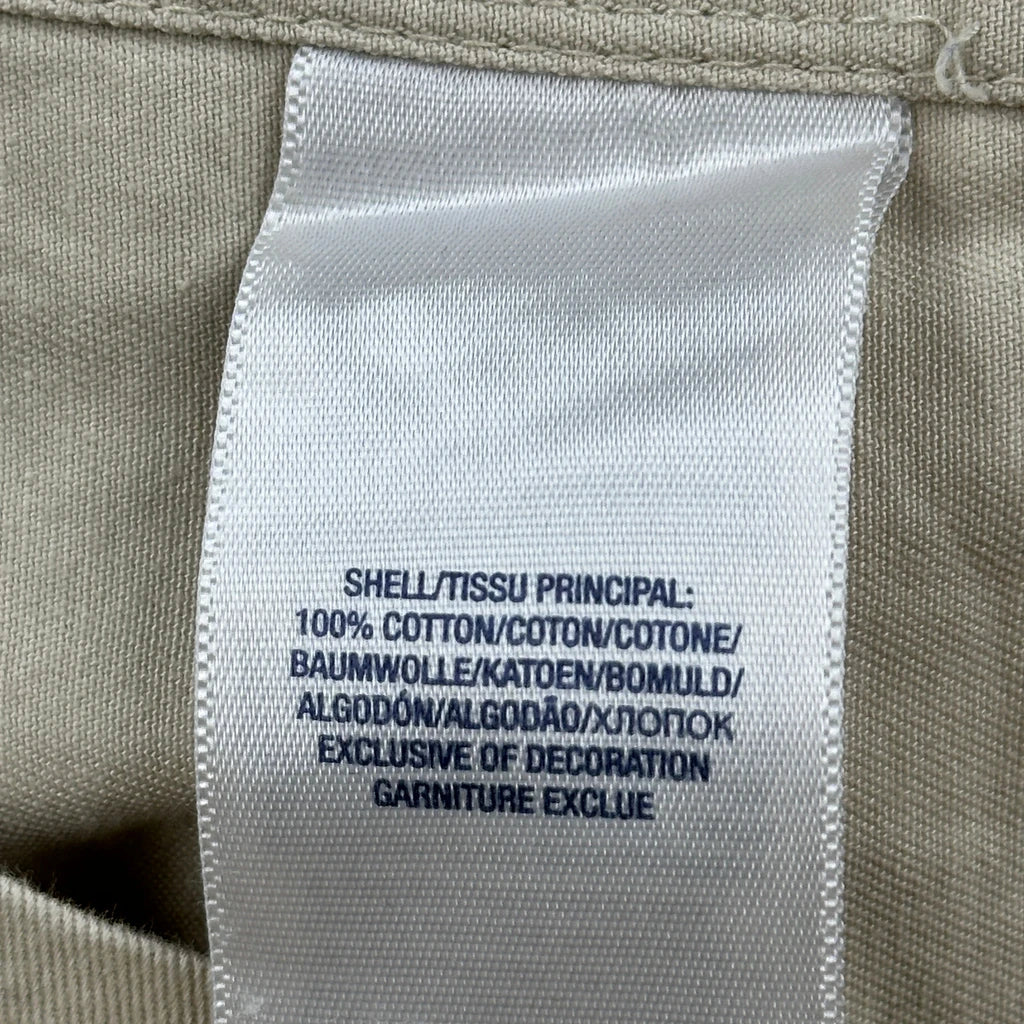 SHELL/TISSU PRINCIPAL:
100% COTTON/COTON/COTONE/
BAUMWOLLE/KATOEN/BOMULD/
ALGODÓN/ALGODÃO/ХЛОПОК
EXCLUSIVE OF DECORATION
GARNITURE EXCLUE